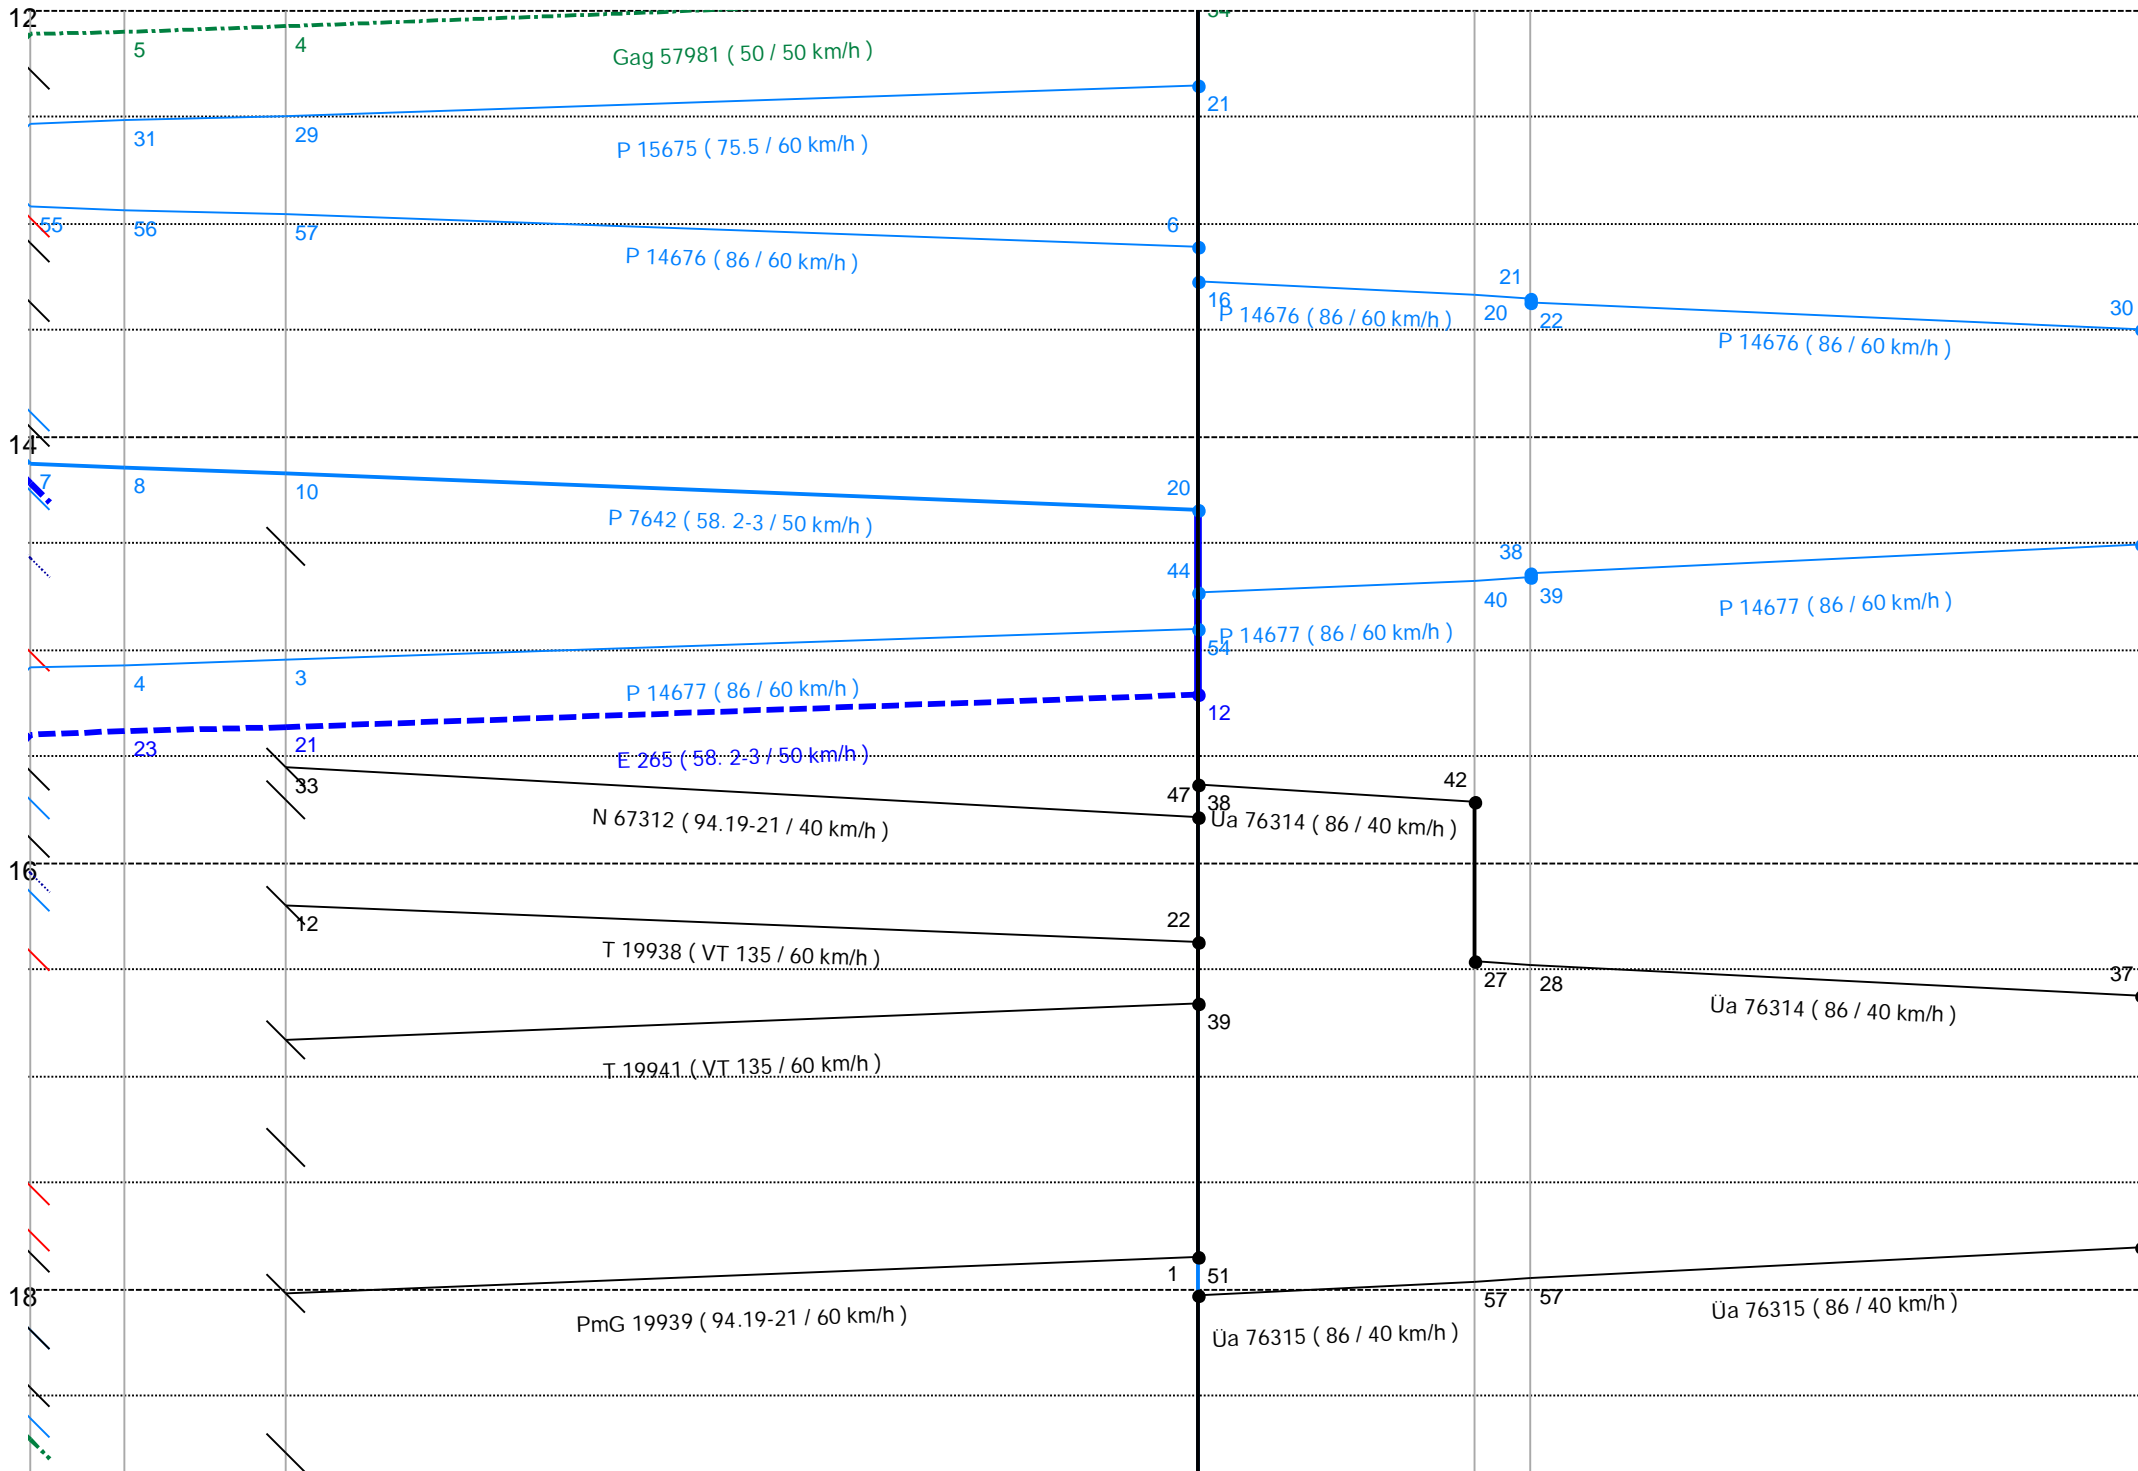 12
5
4
Gag 57981 ( 50 / 50 km/h )
21
31
29
P 15675 ( 75.5 / 60 km/h )
55
56
57
6
P 14676 ( 86 / 60 km/h )
21
16
P 14676 ( 86 / 60 km/h )
20
22
30
P 14676 ( 86 / 60 km/h )
14
7
8
10
20
P 7642 ( 58. 2-3 / 50 km/h )
38
44
40
39
P 14677 ( 86 / 60 km/h )
54
P 14677 ( 86 / 60 km/h )
4
3
P 14677 ( 86 / 60 km/h )
12
23
21
E 265 ( 58. 2-3 / 50 km/h )
33
47
38
42
N 67312 ( 94.19-21 / 40 km/h )
Üa 76314 ( 86 / 40 km/h )
16
12
22
T 19938 ( VT 135 / 60 km/h )
27
28
37
Üa 76314 ( 86 / 40 km/h )
39
T 19941 ( VT 135 / 60 km/h )
1
51
18
57
57
PmG 19939 ( 94.19-21 / 60 km/h )
Üa 76315 ( 86 / 40 km/h )
Üa 76315 ( 86 / 40 km/h )